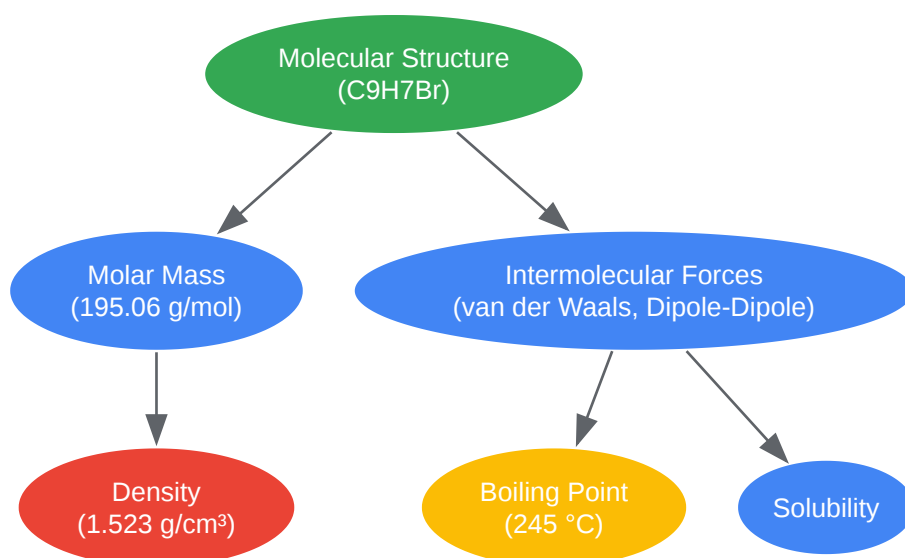 Molecular Structure
(C9H7Br)
Molar Mass
(195.06 g/mol)
Intermolecular Forces
(van der Waals, Dipole-Dipole)
Density
(1.523 g/cm³)
Boiling Point
(245 °C)
Solubility